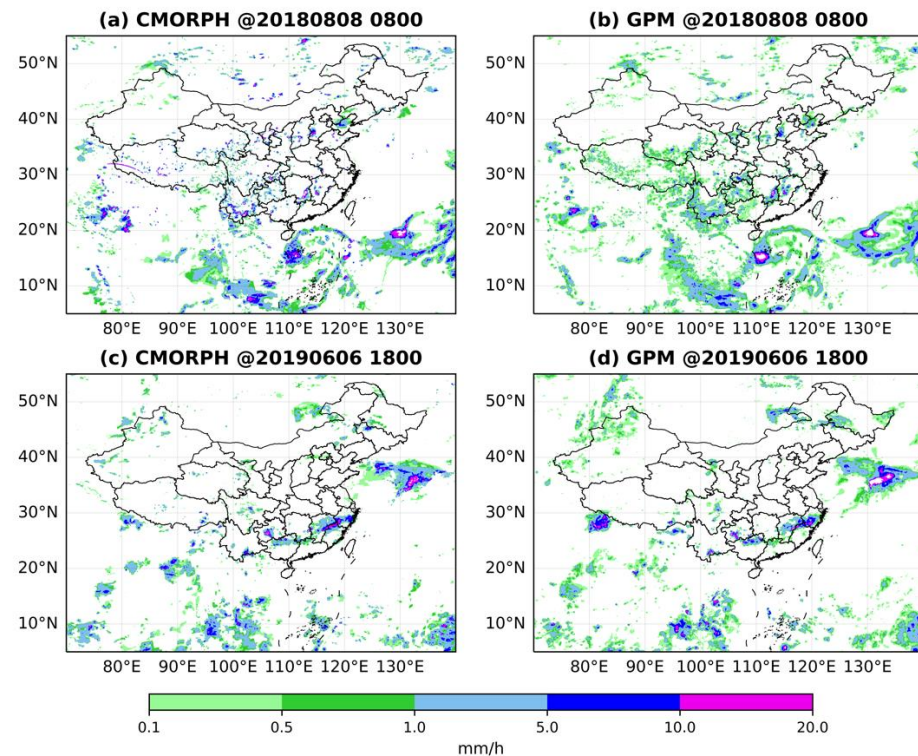 (a) CMORPH @20180808 0800
(b) GPM @20180808 0800
50°N
40°N
30°N
20°N
10°N
80°E 90°E 100°E 110°E 120°E 130°E
50°N
40°N
30°N
20°N
10°N
80°E 90°E 100°E 110°E 120°E 130°E
(c) CMORPH @20190606 1800
(d) GPM @20190606 1800
50°N
40°N
30°N
20°N
10°N
80°E 90°E 100°E 110°E 120°E 130°E
50°N
40°N
30°N
20°N
10°N
80°E 90°E 100°E 110°E 120°E 130°E
0.1 0.5 1.0 5.0 10.0 20.0
mm/h